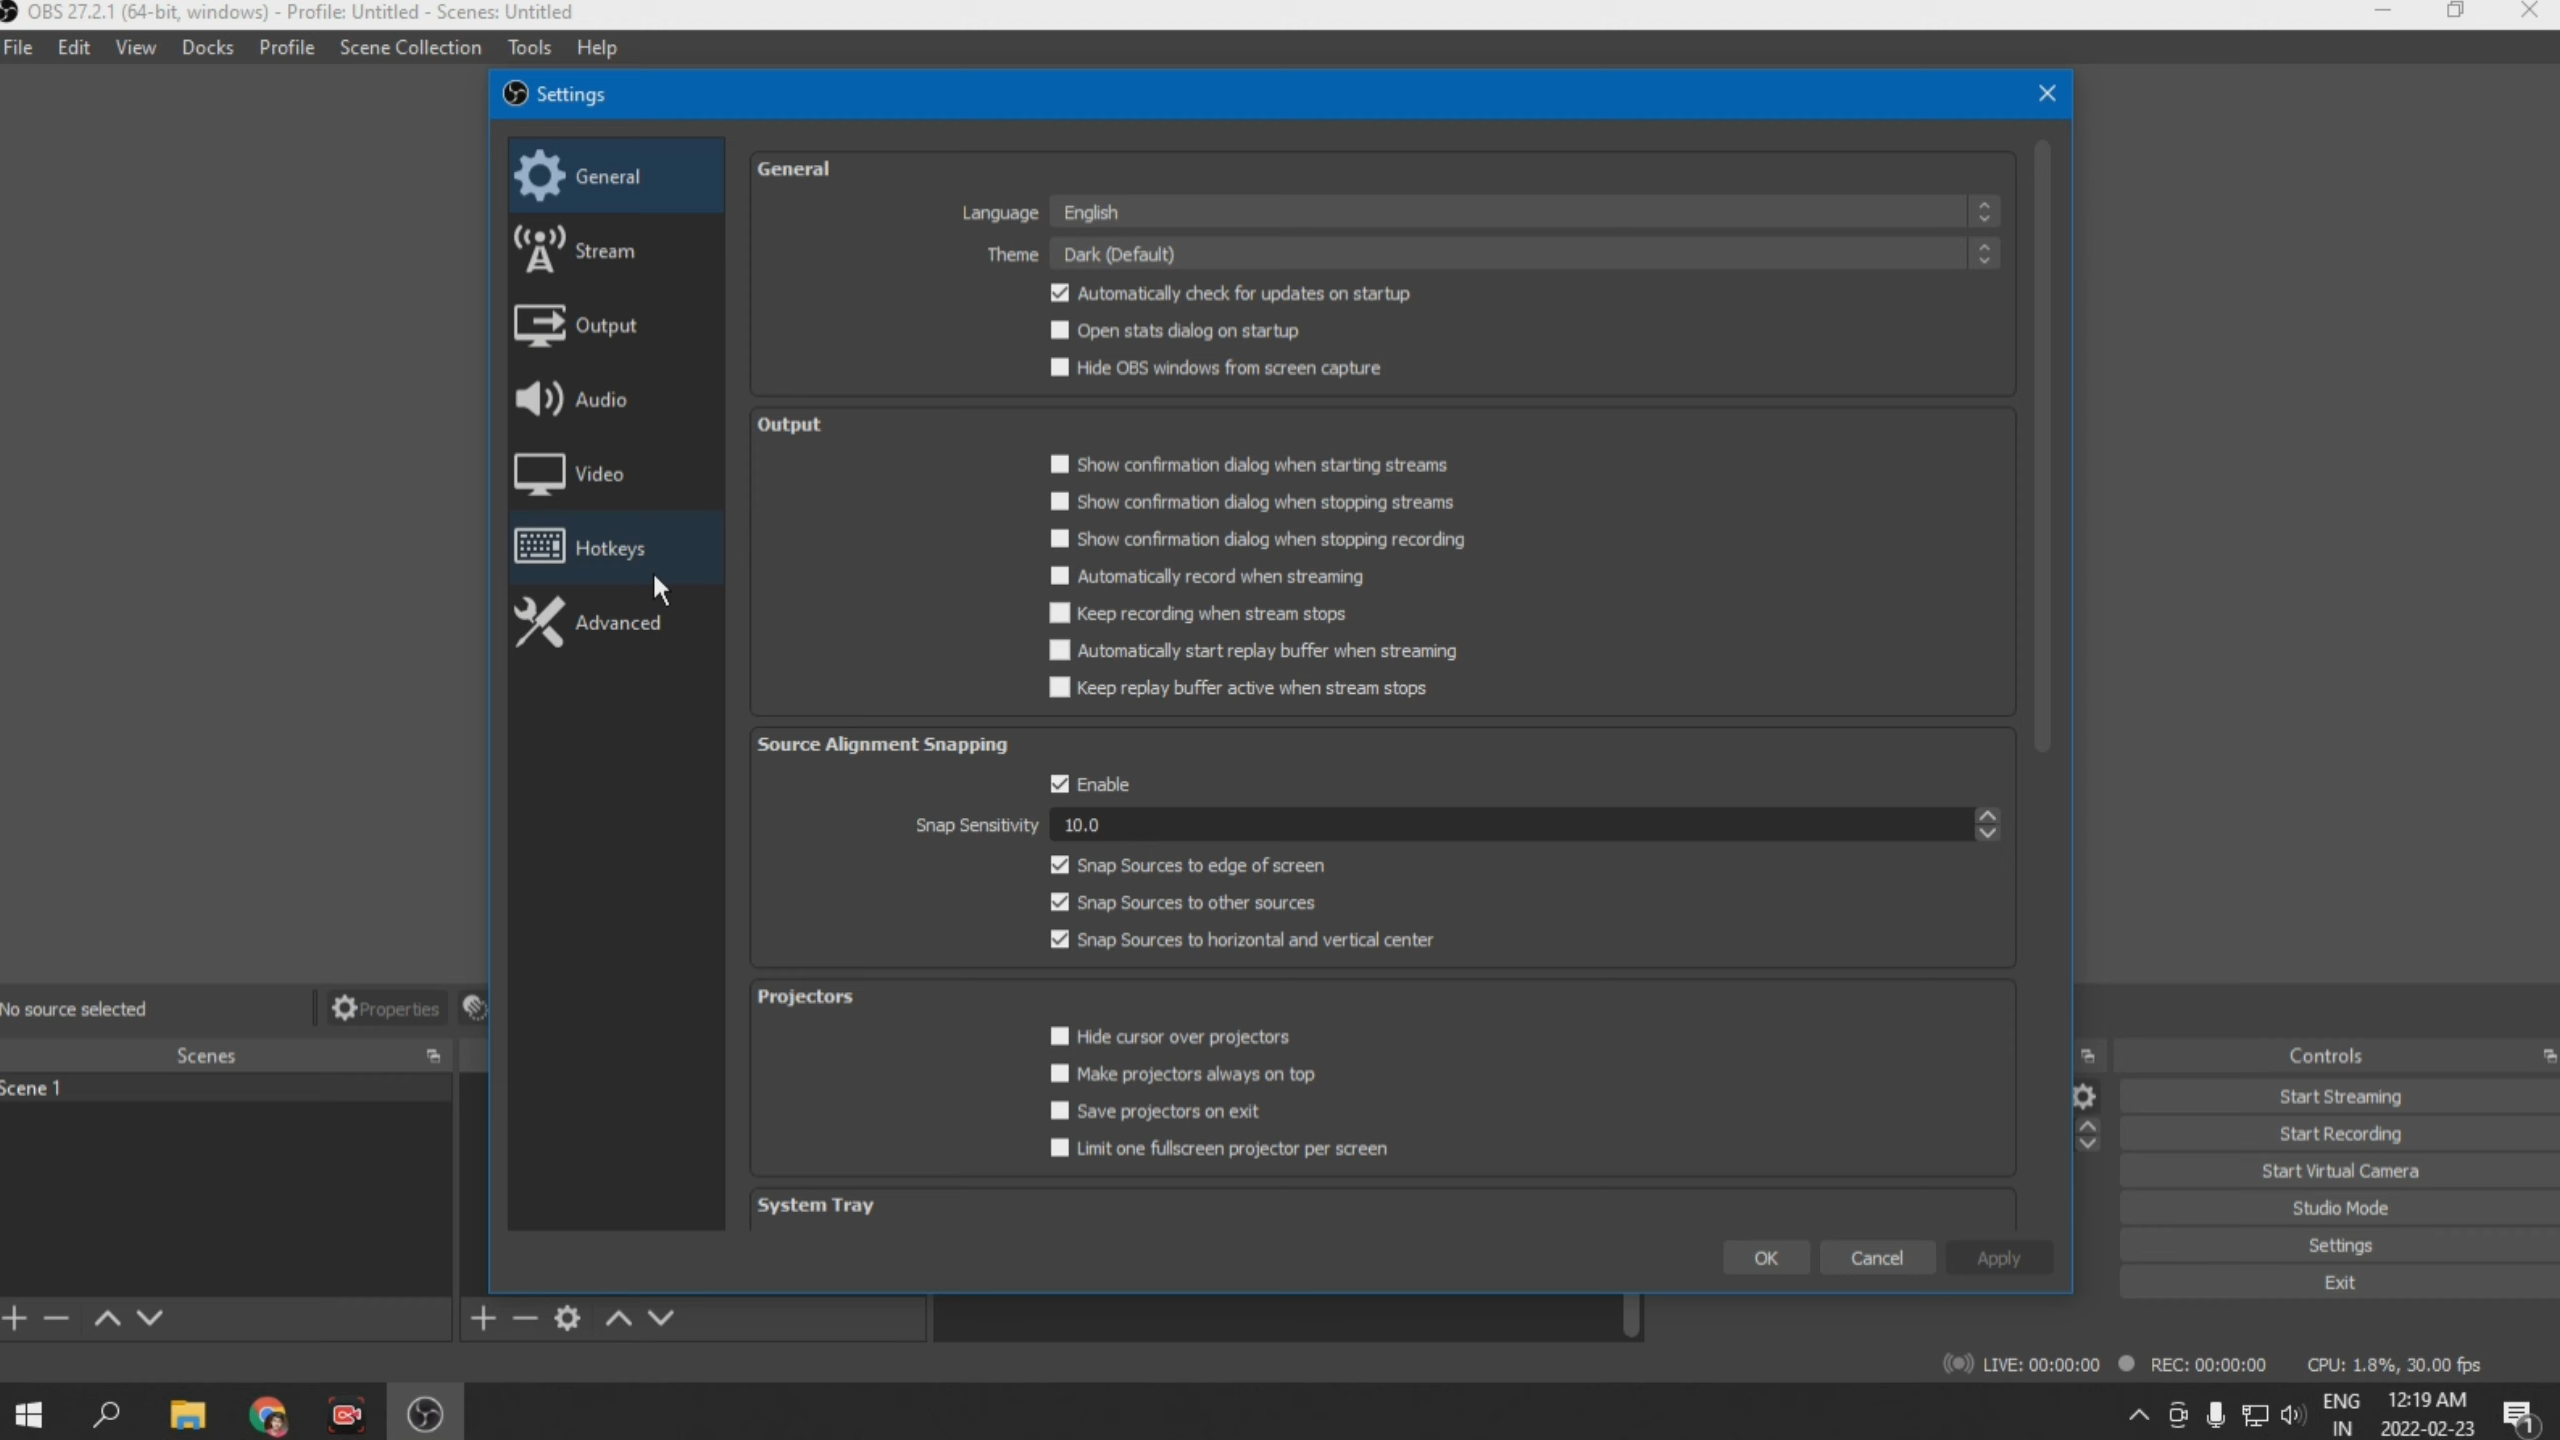 OBS 27.2.1 (64-bit, windows) - Profile: Untitled - Scenes: Untitled
File Edit View Docks Profile Scene Collection Tools Help
Settings
General
Stream
Output
Audio
Video
Hotkeys
Advanced
General
Language English
Theme Dark (Default)
Automatically check for updates on startup
Open stats dialog on startup
Hide OBS windows from screen capture
Output
Show confirmation dialog when starting streams
Show confirmation dialog when stopping streams
Show confirmation dialog when stopping recording
Automatically record when streaming
Keep recording when stream stops
Automatically start replay buffer when streaming
Keep replay buffer active when stream stops
Source Alignment Snapping
Enable
Snap Sensitivity 10.0
Snap Sources to edge of screen
Snap Sources to other sources
Snap Sources to horizontal and vertical center
Projectors
Hide cursor over projectors
Make projectors always on top
Save projectors on exit
Limit one fullscreen projector per screen
System Tray
OK Cancel Apply
No source selected Properties
Scenes
Scene 1
Controls
Start Streaming
Start Recording
Start Virtual Camera
Studio Mode
Settings
Exit
LIVE: 00:00:00 REC: 00:00:00 CPU: 1.8%, 30.00 fps
ENG 12:19 AM
IN 2022-02-23 1